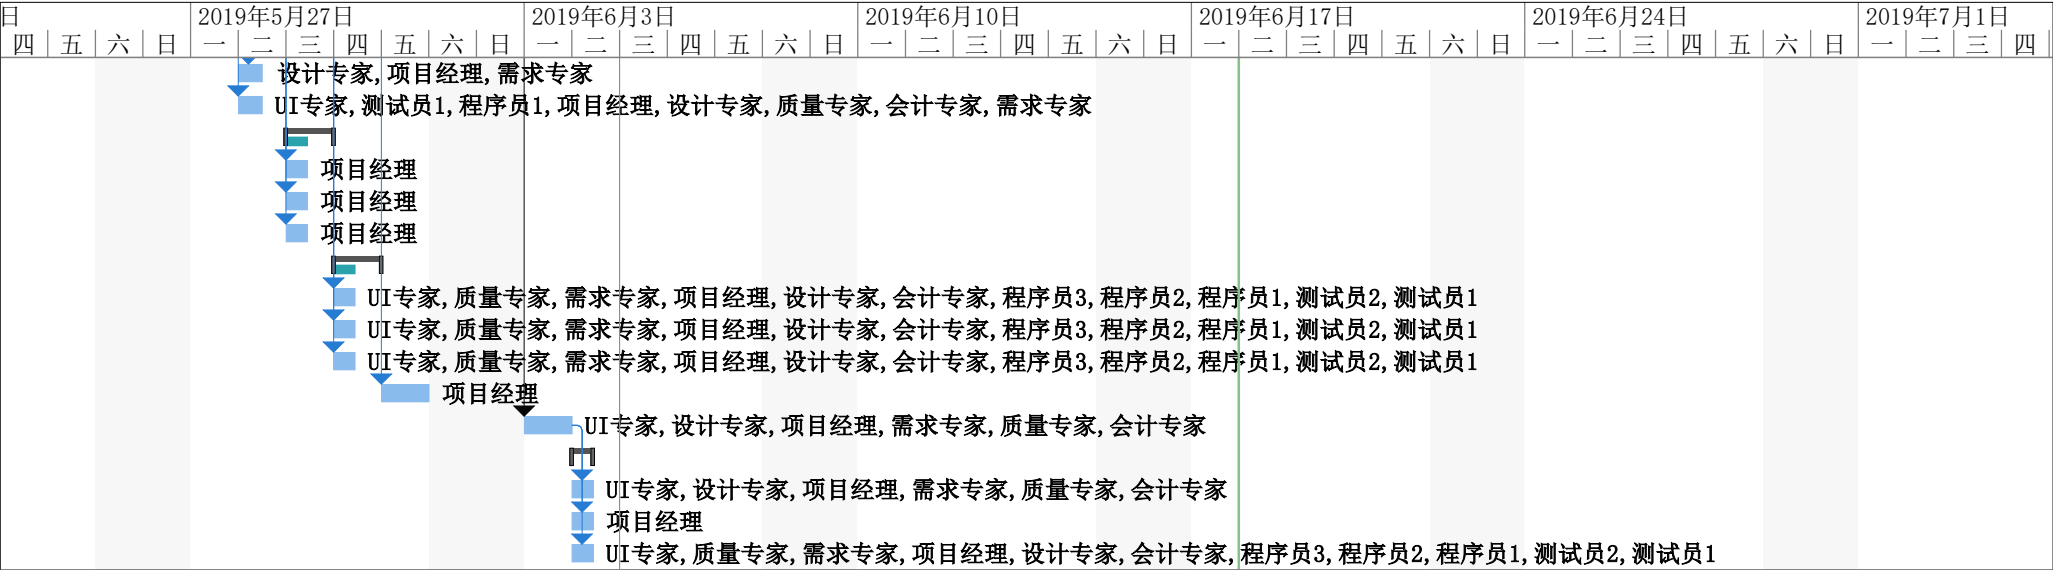 日 2019年5月27日 2019年6月3日 2019年6月10日 2019年6月17日 2019年6月24日 2019年7月1日
四 五 六 日 一 二 三 四 五 六 日 一 二 三 四 五 六 日 一 二 三 四 五 六 日 一 二 三 四 五 六 日 一 二 三 四 五 六 日 一 二 三 四
设计专家,项目经理,需求专家
UI专家,测试员1,程序员1,项目经理,设计专家,质量专家,会计专家,需求专家
项目经理
项目经理
项目经理
UI专家,质量专家,需求专家,项目经理,设计专家,会计专家,程序员3,程序员2,程序员1,测试员2,测试员1
UI专家,质量专家,需求专家,项目经理,设计专家,会计专家,程序员3,程序员2,程序员1,测试员2,测试员1
UI专家,质量专家,需求专家,项目经理,设计专家,会计专家,程序员3,程序员2,程序员1,测试员2,测试员1
项目经理
UI专家,设计专家,项目经理,需求专家,质量专家,会计专家
UI专家,设计专家,项目经理,需求专家,质量专家,会计专家
项目经理
UI专家,质量专家,需求专家,项目经理,设计专家,会计专家,程序员3,程序员2,程序员1,测试员2,测试员1